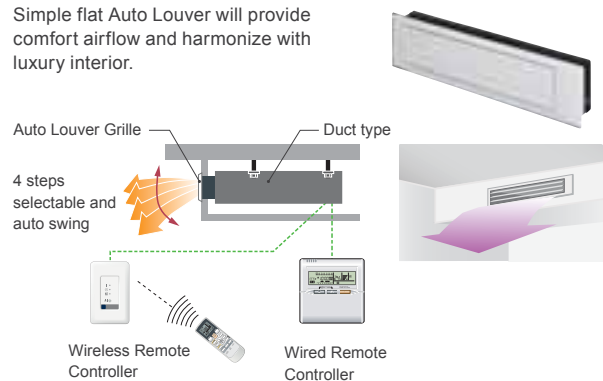 Simple flat Auto Louver will provide
comfort airflow and harmonize with
luxury interior.
Auto Louver Grille
Duct type
4 steps
selectable and
auto swing
Wireless Remote
Controller
Wired Remote
Controller